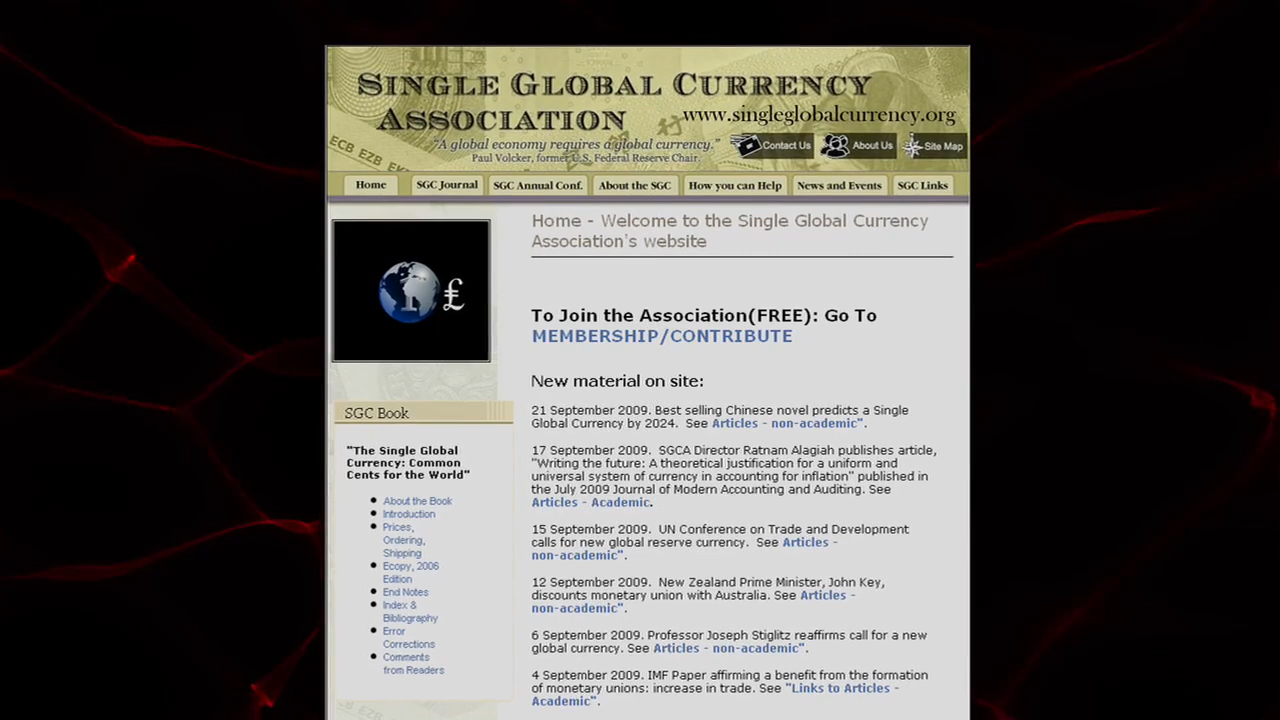 SINGLE GLOBAL CURRENCY
ASSOCIATION
www.singleglobalcurrency.org
"A global economy requires a global currency."
Paul Volcker, former U.S. Federal Reserve Chair.
Contact Us
About Us
Site Map
ECB EZB
Home
SGC Journal
SGC Annual Conf.
About the SGC
How you can Help
News and Events
SGC Links
£
SGC Book
"The Single Global
Currency: Common
Cents for the World"
About the Book
Introduction
Prices,
Ordering,
Shipping
Ecopy, 2006
Edition
End Notes
Index &
Bibliography
Error
Corrections
Comments
from Readers
Home - Welcome to the Single Global Currency
Association's website
To Join the Association(FREE): Go To
MEMBERSHIP/CONTRIBUTE
New material on site:
21 September 2009. Best selling Chinese novel predicts a Single
Global Currency by 2024. See Articles - non-academic".
17 September 2009. SGCA Director Ratnam Alagiah publishes article,
"Writing the future: A theoretical justification for a uniform and
universal system of currency in accounting for inflation" published in
the July 2009 Journal of Modern Accounting and Auditing. See
Articles - Academic.
15 September 2009. UN Conference on Trade and Development
calls for new global reserve currency. See Articles -
non-academic".
12 September 2009. New Zealand Prime Minister, John Key,
discounts monetary union with Australia. See Articles -
non-academic".
6 September 2009. Professor Joseph Stiglitz reaffirms call for a new
global currency. See Articles - non-academic".
4 September 2009. IMF Paper affirming a benefit from the formation
of monetary unions: increase in trade. See "Links to Articles -
Academic".